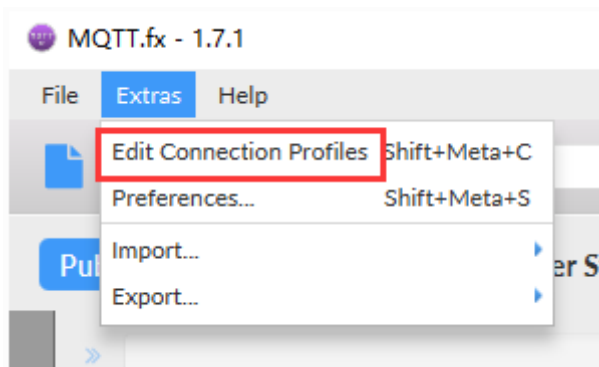 MQTT.fx - 1.7.1
File Extras Help
Edit Connection Profiles Shift+Meta+C
Preferences... Shift+Meta+S
Import...
Export...